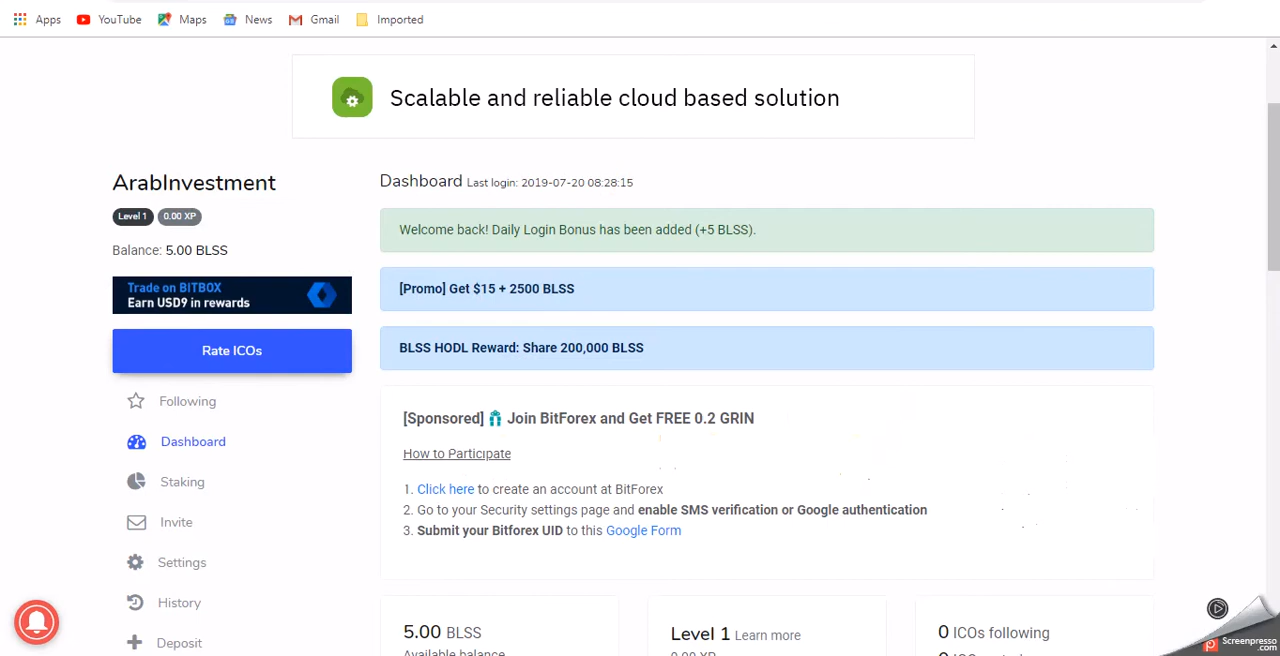 Apps YouTube Maps News Gmail Imported
Scalable and reliable cloud based solution
ArabInvestment
Level 1 0.00 XP
Balance: 5.00 BLSS
Trade on BITBOX
Earn USD9 in rewards
Rate ICOs
Following
Dashboard
Staking
Invite
Settings
History
Deposit
Dashboard Last login: 2019-07-20 08:28:15
Welcome back! Daily Login Bonus has been added (+5 BLSS).
[Promo] Get $15 + 2500 BLSS
BLSS HODL Reward: Share 200,000 BLSS
[Sponsored] Join BitForex and Get FREE 0.2 GRIN
How to Participate
1. Click here to create an account at BitForex
2. Go to your Security settings page and enable SMS verification or Google authentication
3. Submit your Bitforex UID to this Google Form
5.00 BLSS
Available balance
Level 1 Learn more
0.00 XP
0 ICOs following
Screenpresso
.com